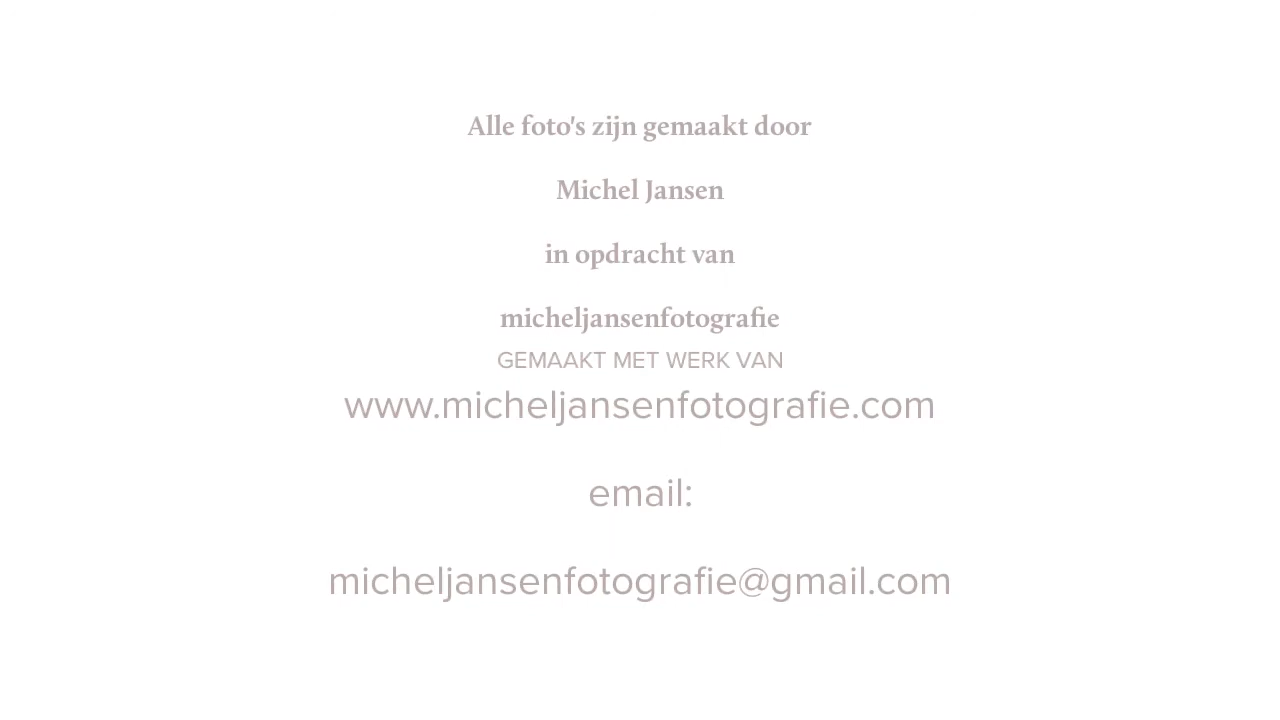 Alle foto's zijn gemaakt door
Michel Jansen
in opdracht van
micheljansenfotografie
GEMAAKT MET WERK VAN
www.micheljansenfotografie.com
email:
micheljansenfotografie@gmail.com